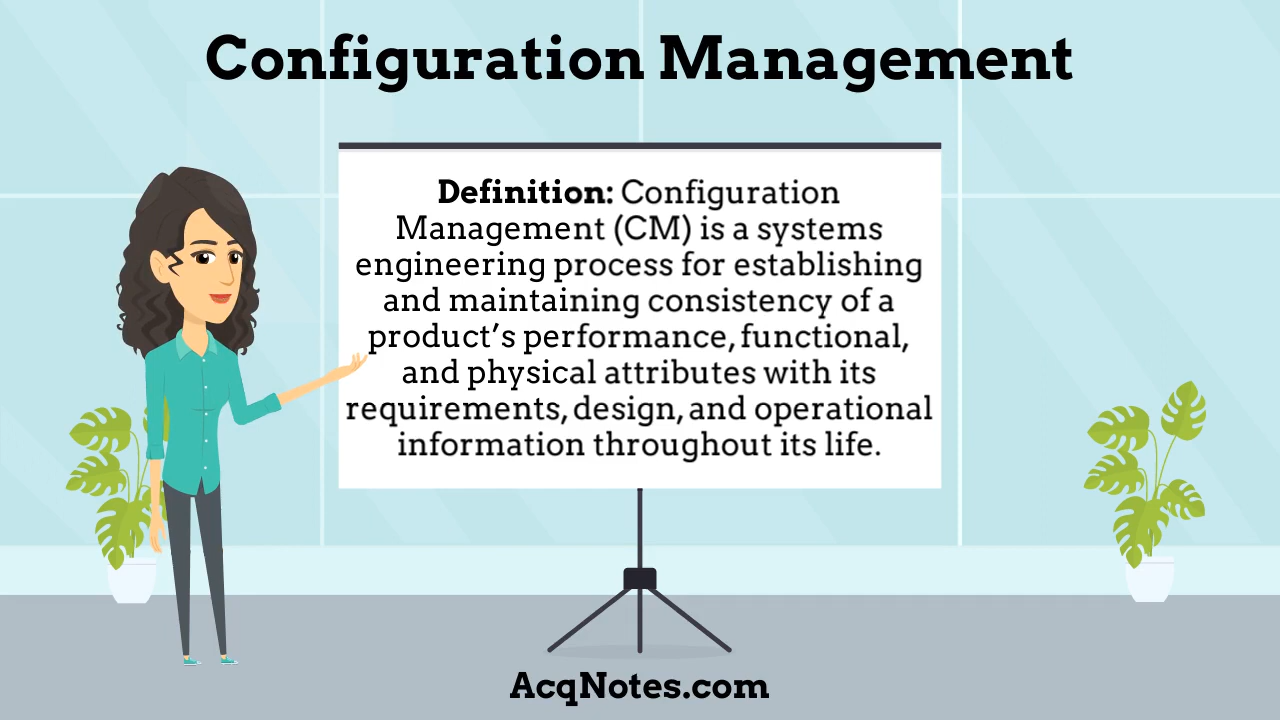 Configuration Management
Definition: Configuration
Management (CM) is a systems
engineering process for establishing
and maintaining consistency of a
product’s performance, functional,
and physical attributes with its
requirements, design, and operational
information throughout its life.
AcqNotes.com